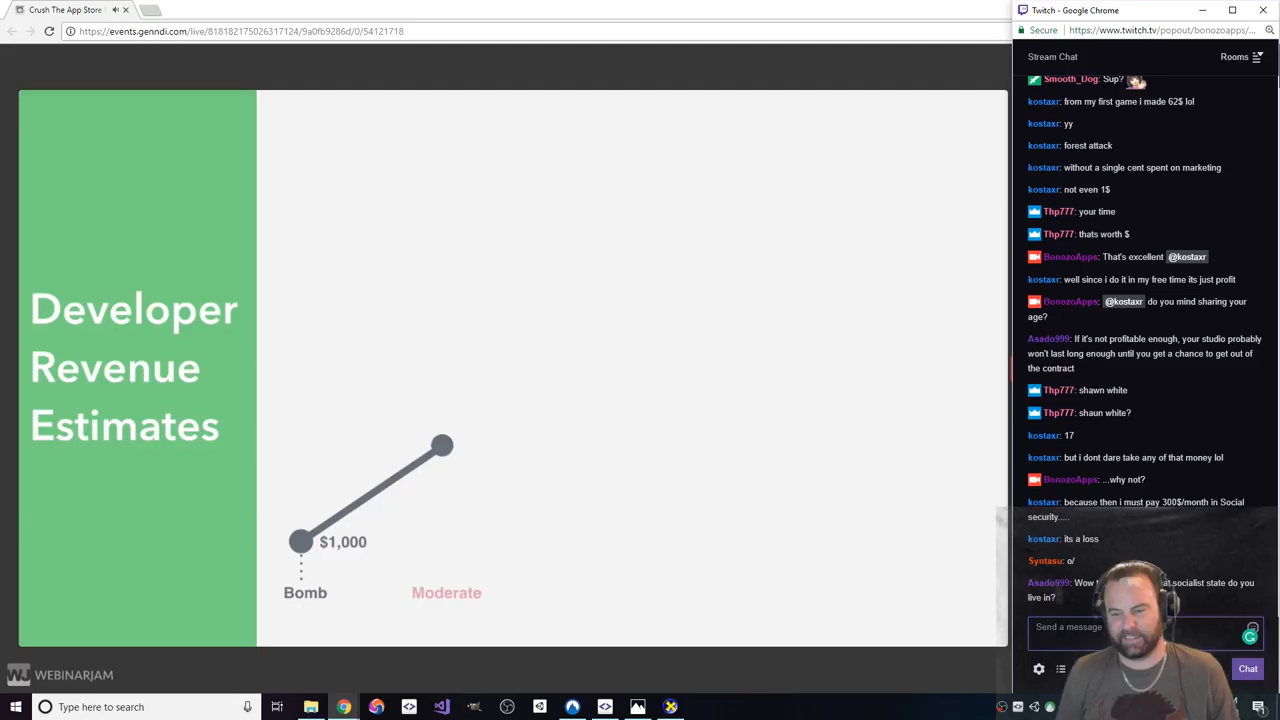 Crush The App Store
Twitch - Google Chrome
https://events.genndi.com/live/818182175026317124/9a0fb9286d/0/54121718
Secure
https://www.twitch.tv/popout/bonozoapps/...
Stream Chat
Rooms
Smooth_Dog: Sup?
kostaxr: from my first game i made 62$ lol
kostaxr: yy
kostaxr: forest attack
kostaxr: without a single cent spent on marketing
kostaxr: not even 1$
Thp777: your time
Thp777: thats worth $
BonozoApps: That's excellent @kostaxr
kostaxr: well since i do it in my free time its just profit
BonozoApps: @kostaxr do you mind sharing your
age?
Asado999: If it's not profitable enough, your studio probably
won't last long enough until you get a chance to get out of
the contract
Thp777: shawn white
Thp777: shaun white?
kostaxr: 17
kostaxr: but i dont dare take any of that money lol
BonozoApps: ...why not?
kostaxr: because then i must pay 300$/month in Social
security.....
kostaxr: its a loss
Syntasu: o/
Asado999: Wow socialist state do you
live in?
Send a message
Chat
Developer
Revenue
Estimates
$1,000
Bomb
Moderate
WJ WEBINARJAM
Type here to search